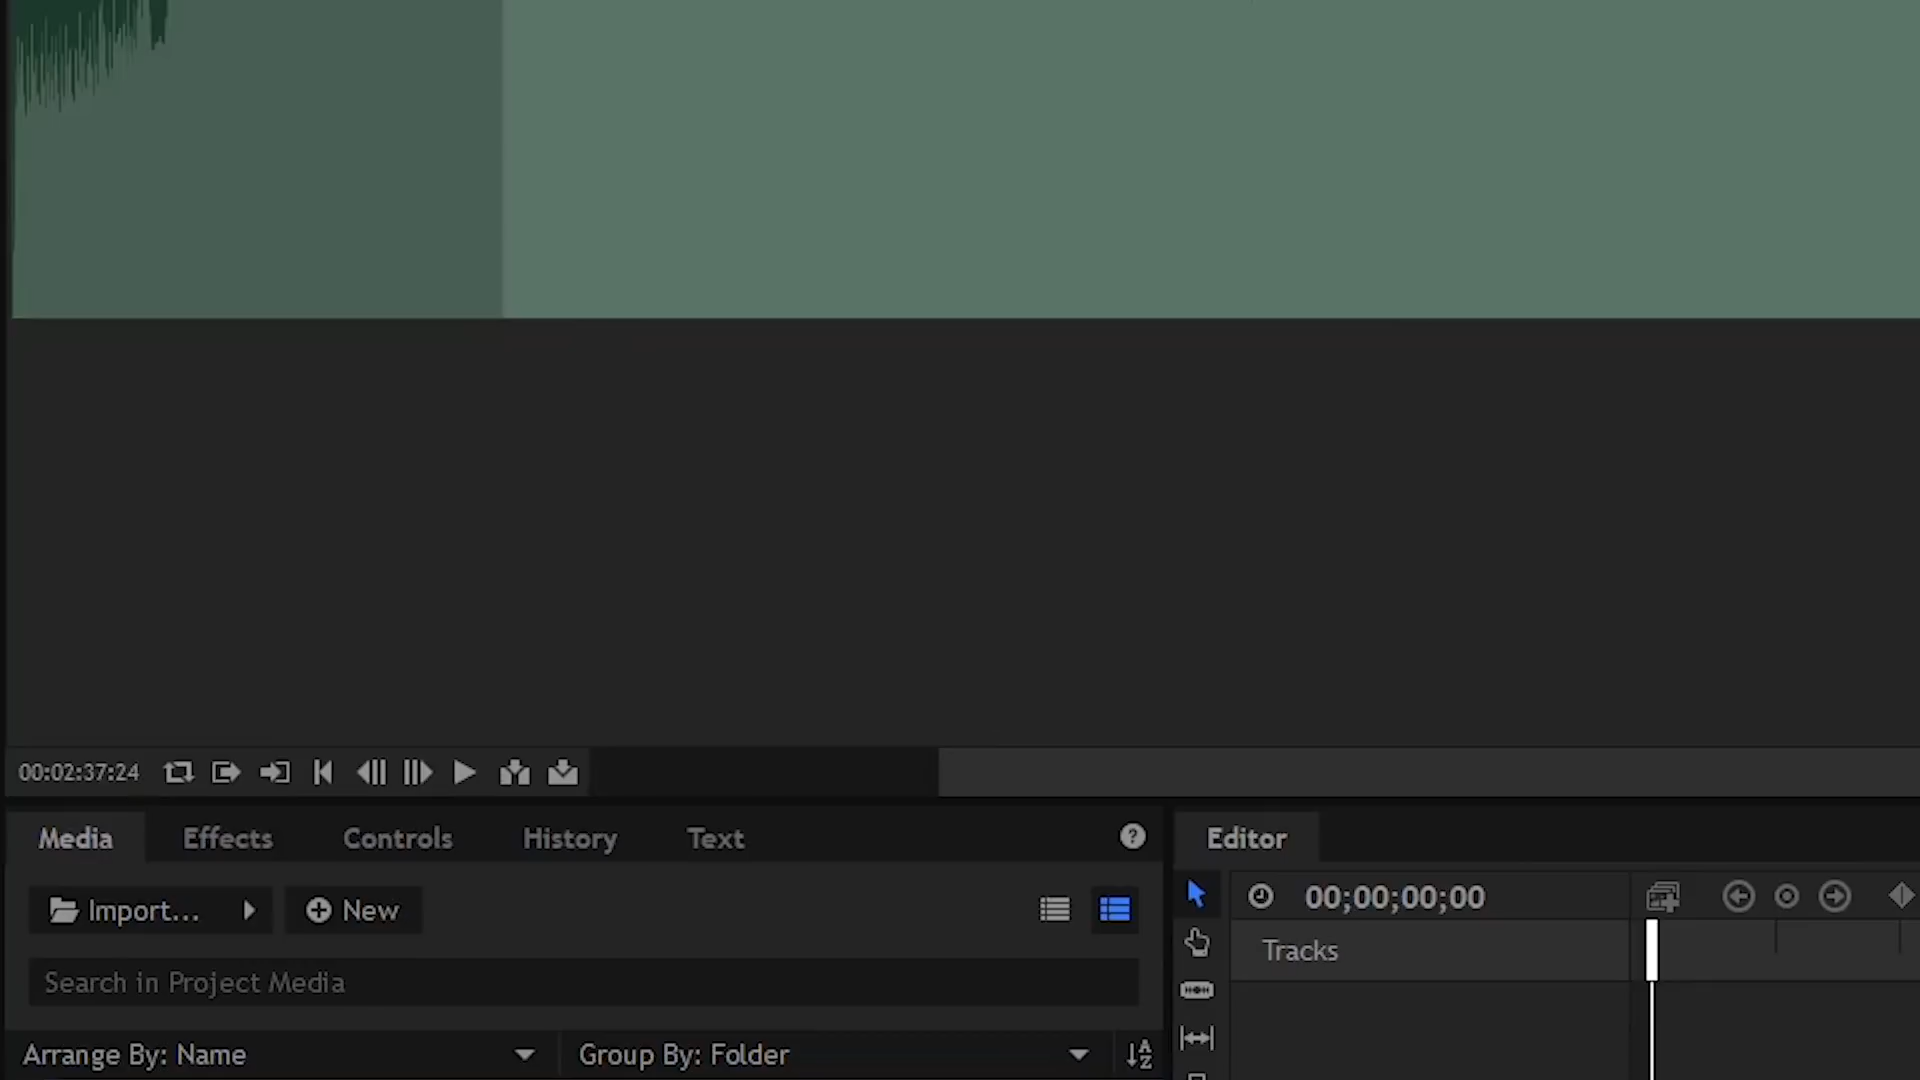 00:02:37:24
Media Effects Controls History Text
Editor
Import... New
00;00;00;00
Tracks
Search in Project Media
Arrange By: Name Group By: Folder